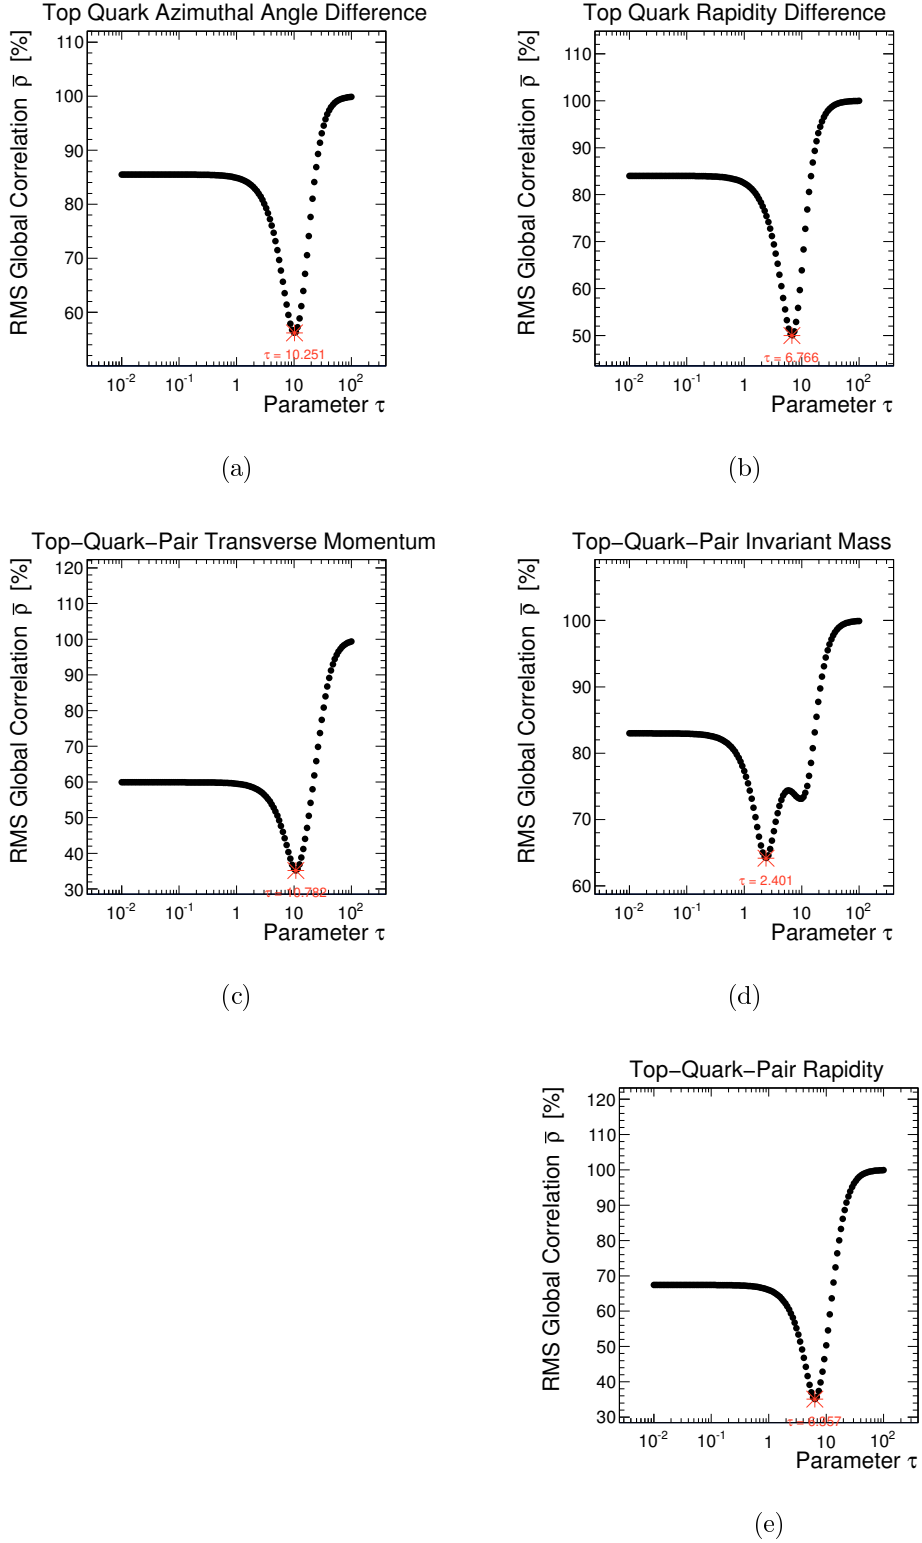 Top Quark Azimuthal Angle Difference
RMS Global Correlation ρ̅ [%]
110
100
90
80
70
60
τ = 10.251
10⁻² 10⁻¹ 1 10 10²
Parameter τ
(a)
Top Quark Rapidity Difference
RMS Global Correlation ρ̅ [%]
110
100
90
80
70
60
50
τ = 6.766
10⁻² 10⁻¹ 1 10 10²
Parameter τ
(b)
Top−Quark−Pair Transverse Momentum
RMS Global Correlation ρ̅ [%]
120
110
100
90
80
70
60
50
40
30
10⁻² 10⁻¹ 1 10 10²
Parameter τ
(c)
Top−Quark−Pair Invariant Mass
RMS Global Correlation ρ̅ [%]
100
90
80
70
60
τ = 2.401
10⁻² 10⁻¹ 1 10 10²
Parameter τ
(d)
Top−Quark−Pair Rapidity
RMS Global Correlation ρ̅ [%]
120
110
100
90
80
70
60
50
40
30
10⁻² 10⁻¹ 1 10 10²
Parameter τ
(e)